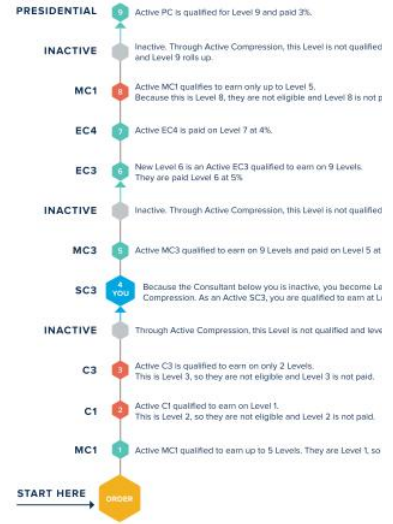 PRESIDENTIAL
9
Active PC is qualified for Level 9 and paid 3%.
INACTIVE
Inactive. Through Active Compression, this Level is not qualified
and Level 9 rolls up.
MC1
8
Active MC1 qualifies to earn only up to Level 5.
Because this is Level 8, they are not eligible and Level 8 is not p
EC4
7
Active EC4 is paid on Level 7 at 4%.
EC3
6
New Level 6 is an Active EC3 qualified to earn on 9 Levels.
They are paid Level 6 at 5%
INACTIVE
Inactive. Through Active Compression, this Level is not qualified
MC3
5
Active MC3 qualified to earn on 9 Levels and paid on Level 5 at
SC3
4
YOU
Because the Consultant below you is inactive, you become Le
Compression. As an Active SC3, you are qualified to earn at L
INACTIVE
Through Active Compression, this Level is not qualified and leve
C3
3
Active C3 is qualified to earn on only 2 Levels.
This is Level 3, so they are not eligible and Level 3 is not paid.
C1
2
Active C1 qualified to earn on Level 1.
This is Level 2, so they are not eligible and Level 2 is not paid.
MC1
1
Active MC1 qualified to earn up to 5 Levels. They are Level 1, so
START HERE
ORDER